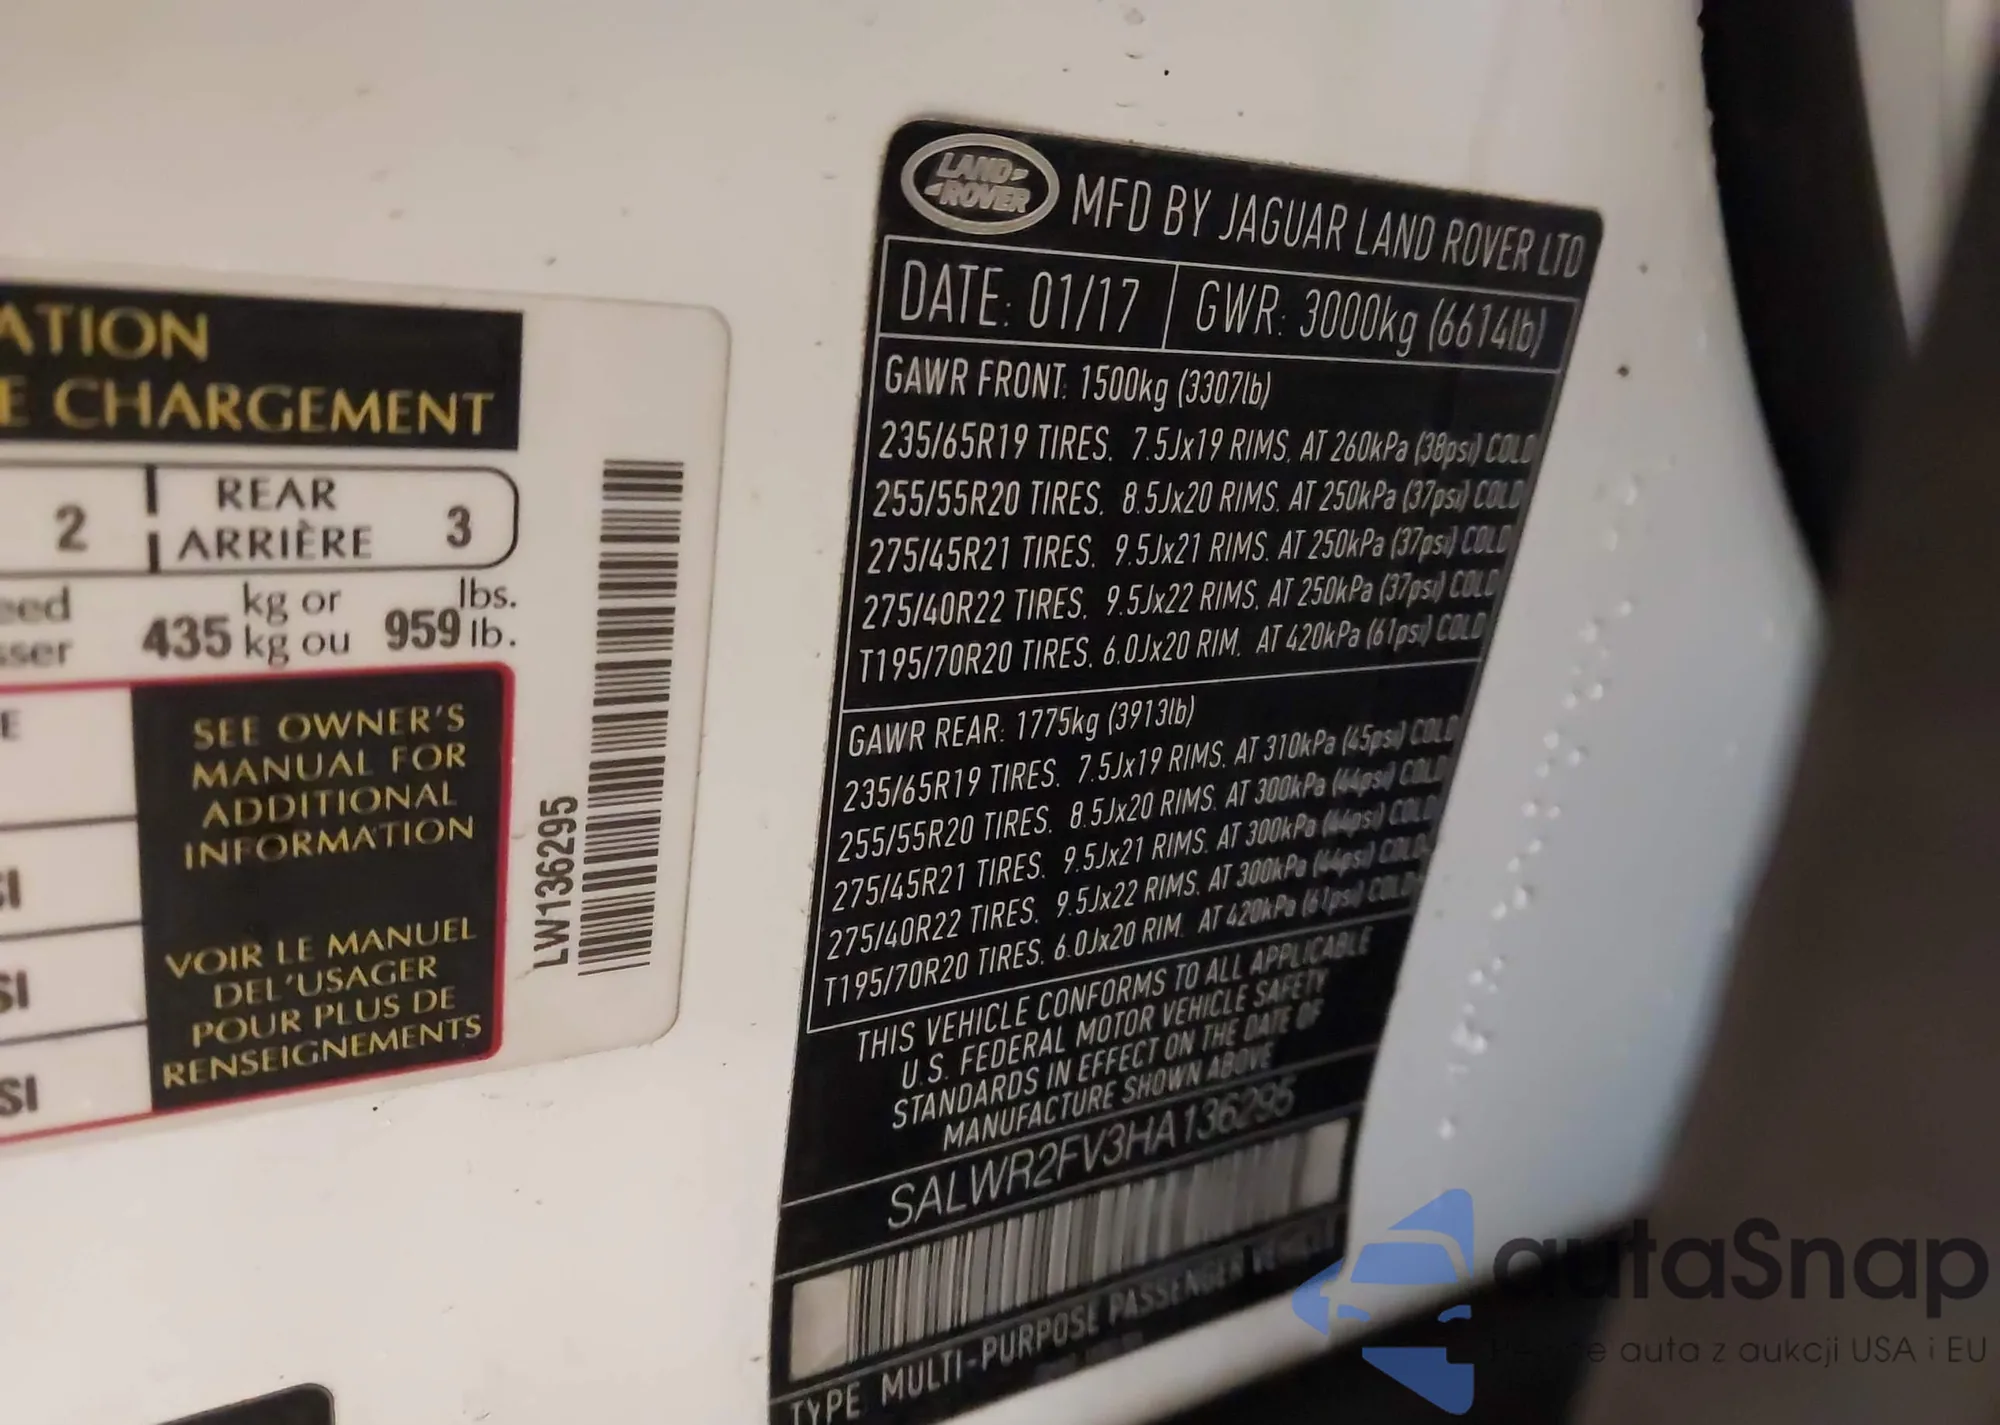 ATION
E CHARGEMENT
2
REAR
ARRIÈRE
3
eed
sser
435
kg or
kg ou
959
lbs.
lb.
E
SI
SI
SI
SEE OWNER'S
MANUAL FOR
ADDITIONAL
INFORMATION
VOIR LE MANUEL
DEL'USAGER
POUR PLUS DE
RENSEIGNEMENTS
LW136295
LAND
ROVER
MFD BY JAGUAR LAND ROVER LTD
DATE: 01/17 GWR: 3000kg (6614lb)
GAWR FRONT: 1500kg (3307lb)
235/65R19 TIRES. 7.5Jx19 RIMS. AT 260kPa (38psi) COLD
255/55R20 TIRES. 8.5Jx20 RIMS. AT 250kPa (37psi) COLD
275/45R21 TIRES. 9.5Jx21 RIMS. AT 250kPa (37psi) COLD
275/40R22 TIRES. 9.5Jx22 RIMS. AT 250kPa (37psi) COLD
T195/70R20 TIRES. 6.0Jx20 RIM. AT 420kPa (61psi) COLD
GAWR REAR: 1775kg (3913lb)
235/65R19 TIRES. 7.5Jx19 RIMS. AT 310kPa (45psi) COLD
255/55R20 TIRES. 8.5Jx20 RIMS. AT 300kPa (44psi) COLD
275/45R21 TIRES. 9.5Jx21 RIMS. AT 300kPa (44psi) COLD
275/40R22 TIRES. 9.5Jx22 RIMS. AT 300kPa (44psi) COLD
T195/70R20 TIRES. 6.0Jx20 RIM. AT 420kPa (61psi) COLD
THIS VEHICLE CONFORMS TO ALL APPLICABLE
U.S. FEDERAL MOTOR VEHICLE SAFETY
STANDARDS IN EFFECT ON THE DATE OF
MANUFACTURE SHOWN ABOVE
SALWR2FV3HA136295
TYPE MULTI-PURPOSE PASSENGER VEHICLE
autaSnap
auta z aukcji USA i EU